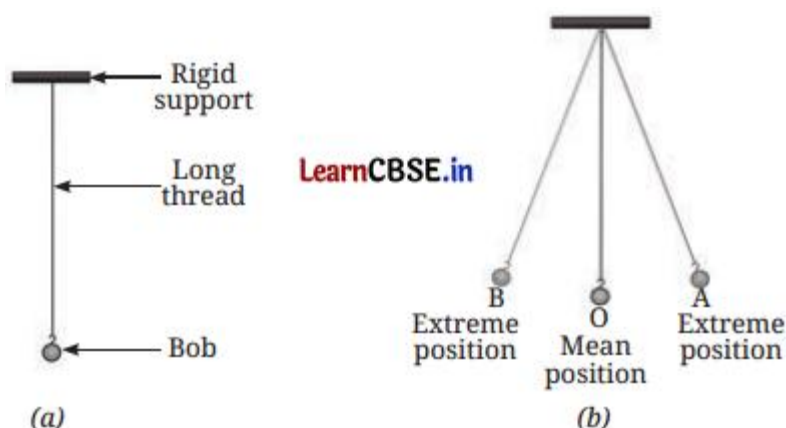 Rigid
support
Long
thread
Bob
(a)
LearnCBSE.in
B
Extreme
position
O
Mean
position
A
Extreme
position
(b)